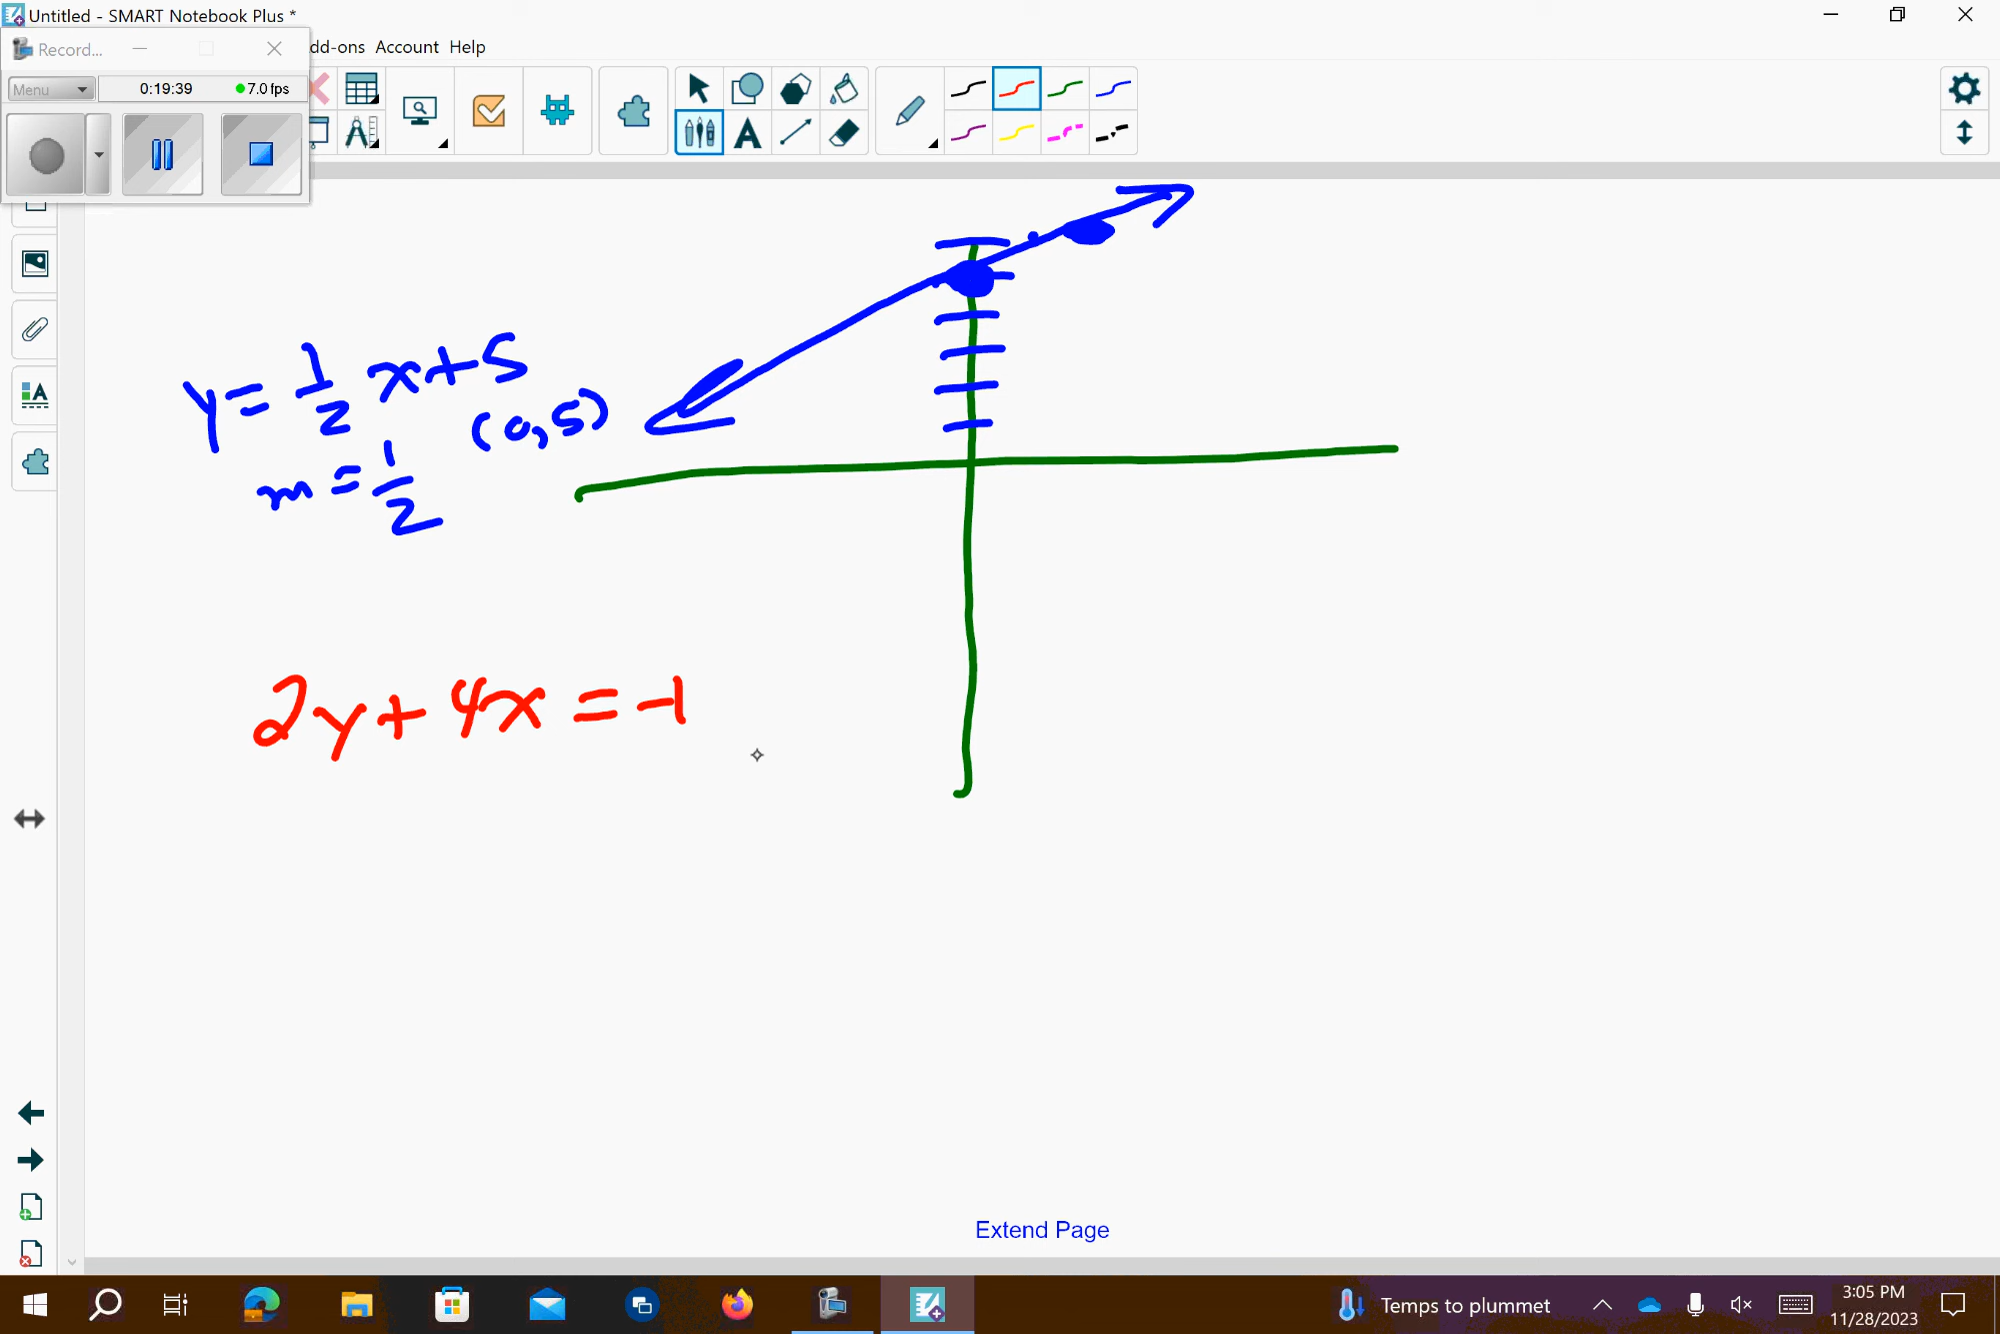 Untitled - SMART Notebook Plus *
Record...
dd-ons Account Help
Menu 0:19:39 7.0 fps
y = 1/2 x + 5
(0, 5)
m = 1/2
2y + 4x = -1
Extend Page
Temps to plummet
3:05 PM
11/28/2023